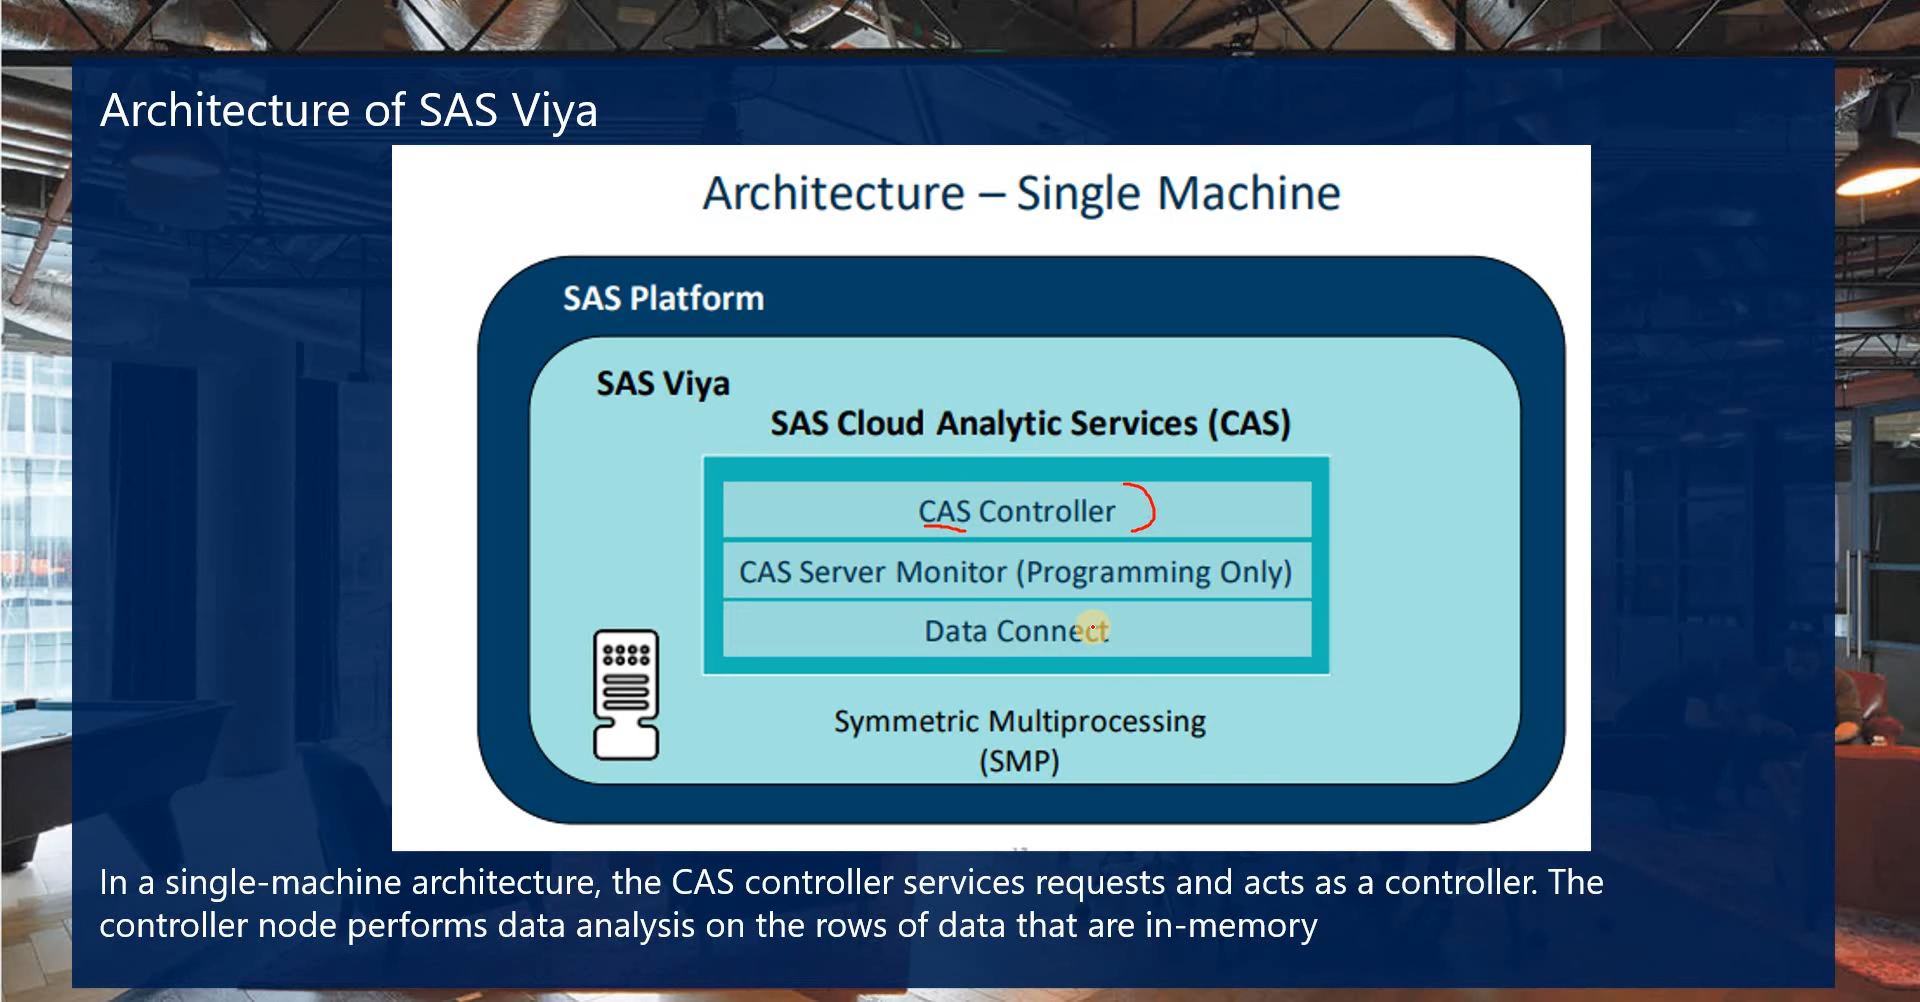 Architecture of SAS Viya
Architecture – Single Machine
SAS Platform
SAS Viya
SAS Cloud Analytic Services (CAS)
CAS Controller
CAS Server Monitor (Programming Only)
Data Connect
Symmetric Multiprocessing
(SMP)
In a single-machine architecture, the CAS controller services requests and acts as a controller. The
controller node performs data analysis on the rows of data that are in-memory